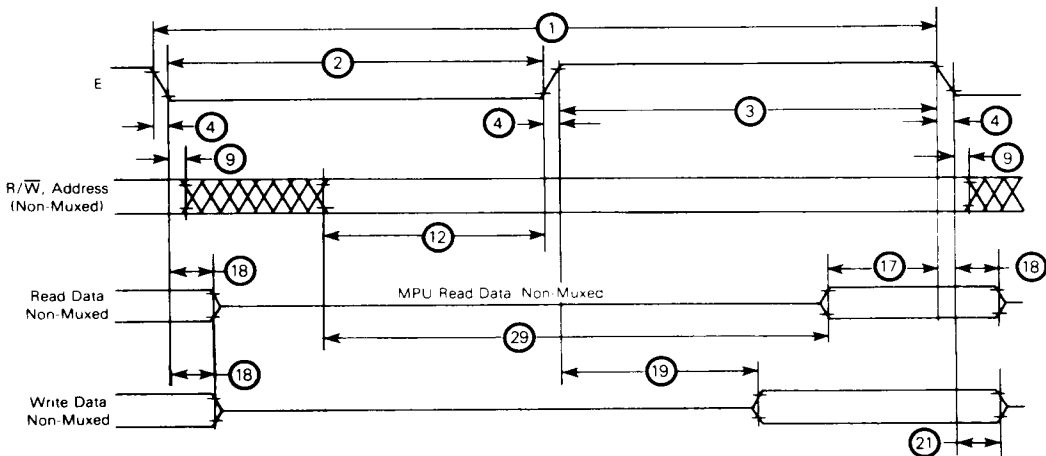 1
2
E
3
4
4
4
9
9
R/W̅, Address
(Non-Muxed)
12
18
17
18
Read Data
Non-Muxed
MPU Read Data Non-Muxed
29
18
19
Write Data
Non-Muxed
21